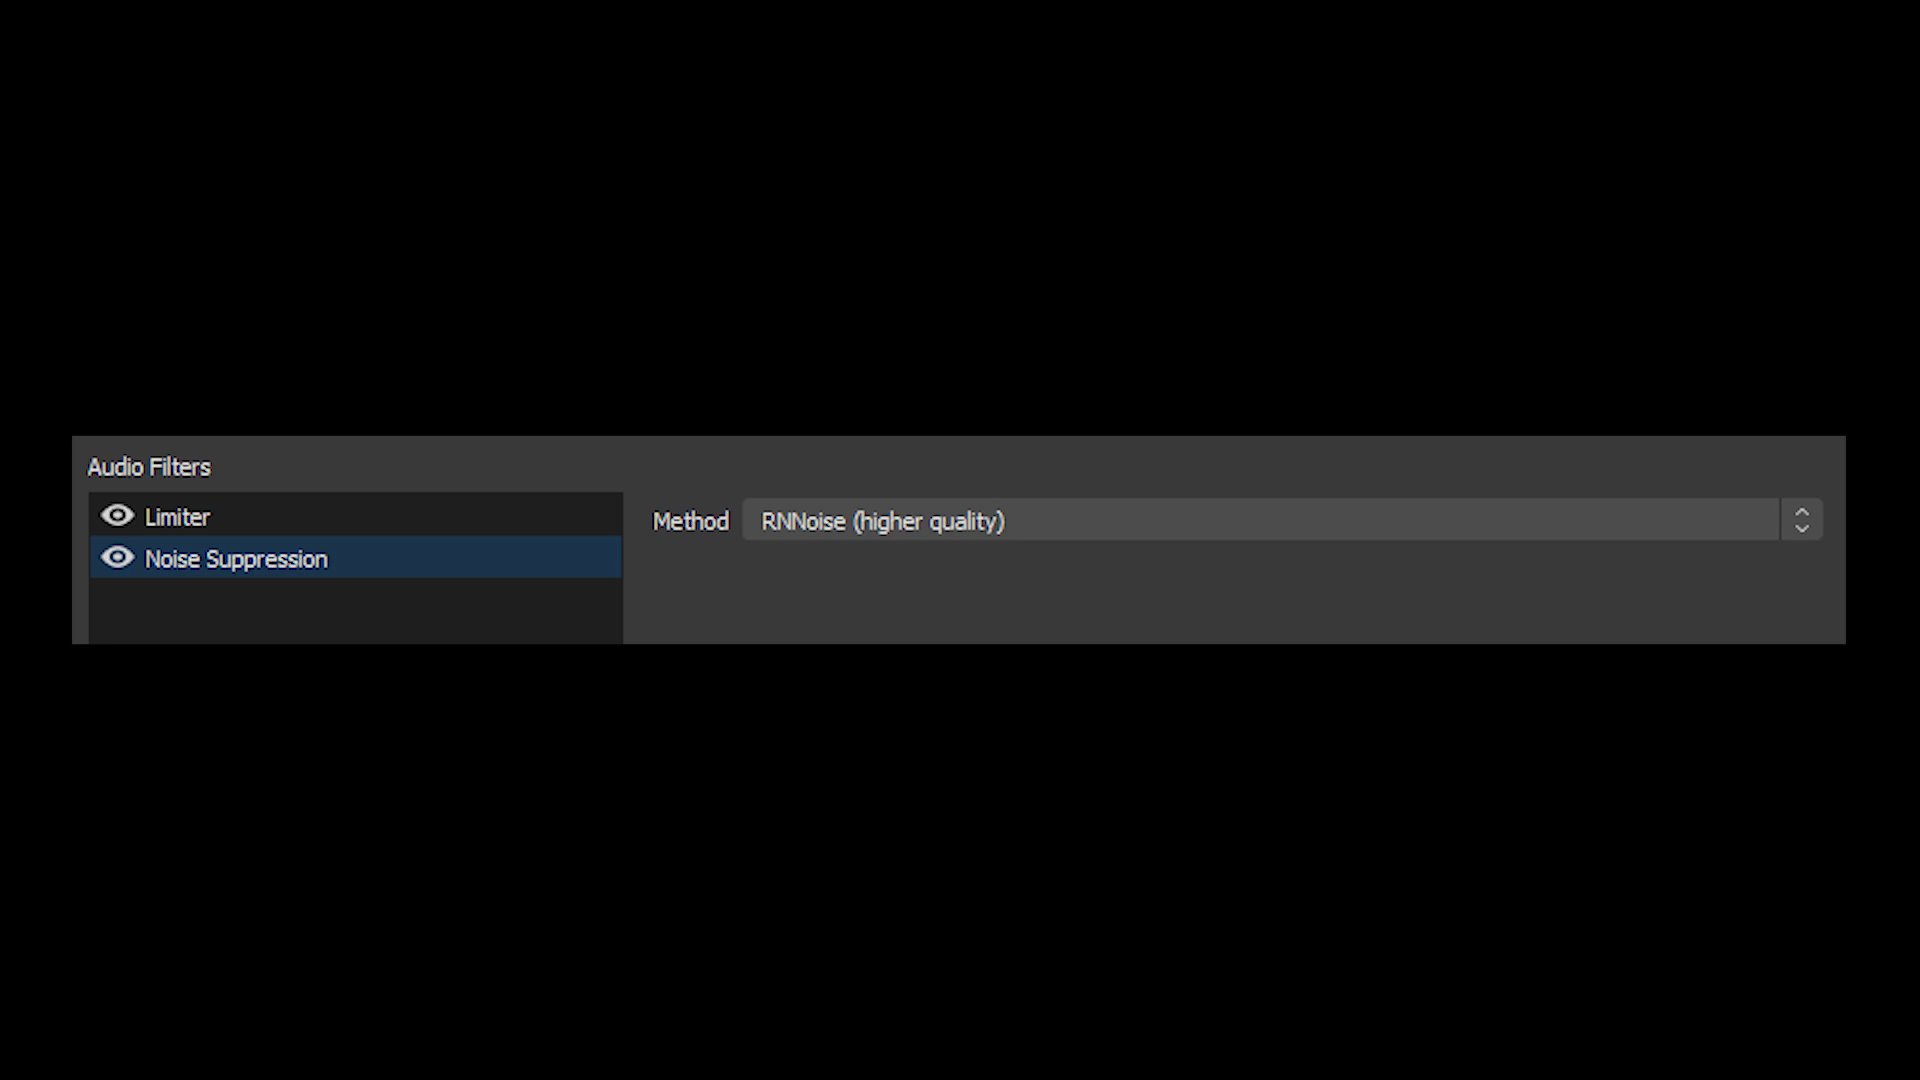 Audio Filters
Limiter
Noise Suppression
Method RNNoise (higher quality)